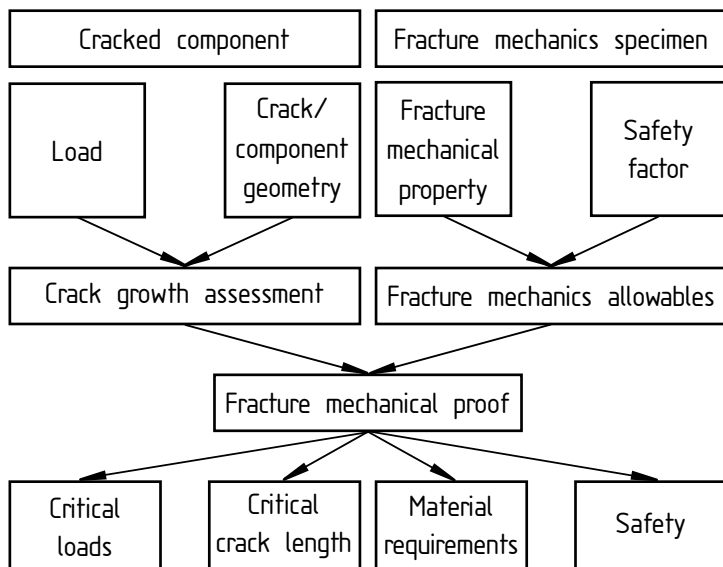 Cracked component
Fracture mechanics specimen
Load
Crack/
component
geometry
Fracture
mechanical
property
Safety
factor
Crack growth assessment
Fracture mechanics allowables
Fracture mechanical proof
Critical
loads
Critical
crack length
Material
requirements
Safety